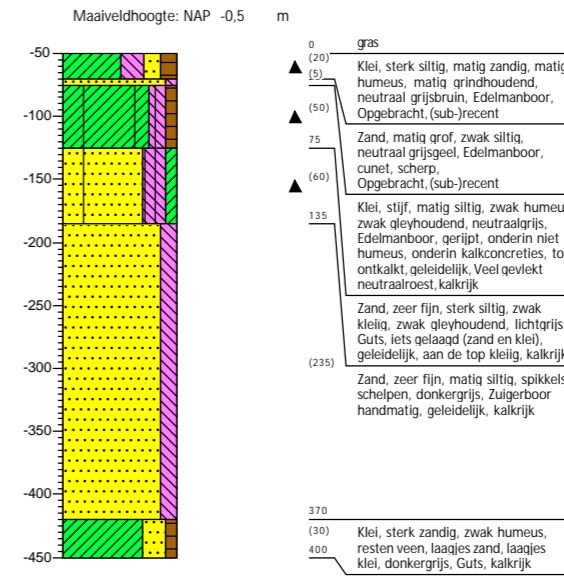 Maaiveldhoogte: NAP -0,5 m
-50
-100
-150
-200
-250
-300
-350
-400
-450
0 gras
(20)
(5)
Klei, sterk siltig, matig zandig, matig
humeus, matig grindhoudend,
neutraal grijsbruin, Edelmanboor,
Opgebracht, (sub-)recent
(50)
75
Zand, matig grof, zwak siltig,
neutraal grijsgeel, Edelmanboor,
cunet, scherp,
Opgebracht, (sub-)recent
(60)
135
Klei, stijf, matig siltig, zwak humeu
zwak gleyhoudend, neutraalgrijs,
Edelmanboor, gerijpt, onderin niet
humeus, onderin kalkconcreties, to
ontkalkt, geleidelijk, Veel gevlekt
neutraalroest, kalkrijk
Zand, zeer fijn, sterk siltig, zwak
kleiïg, zwak gleyhoudend, lichtgrijs
Guts, iets gelaagd (zand en klei),
geleidelijk, aan de top kleiig, kalkrijk
(235)
Zand, zeer fijn, matig siltig, spikkels
schelpen, donkergrijs, Zuigerboor
handmatig, geleidelijk, kalkrijk
370
(30)
400
Klei, sterk zandig, zwak humeus,
resten veen, laagjes zand, laagjes
klei, donkergrijs, Guts, kalkrijk